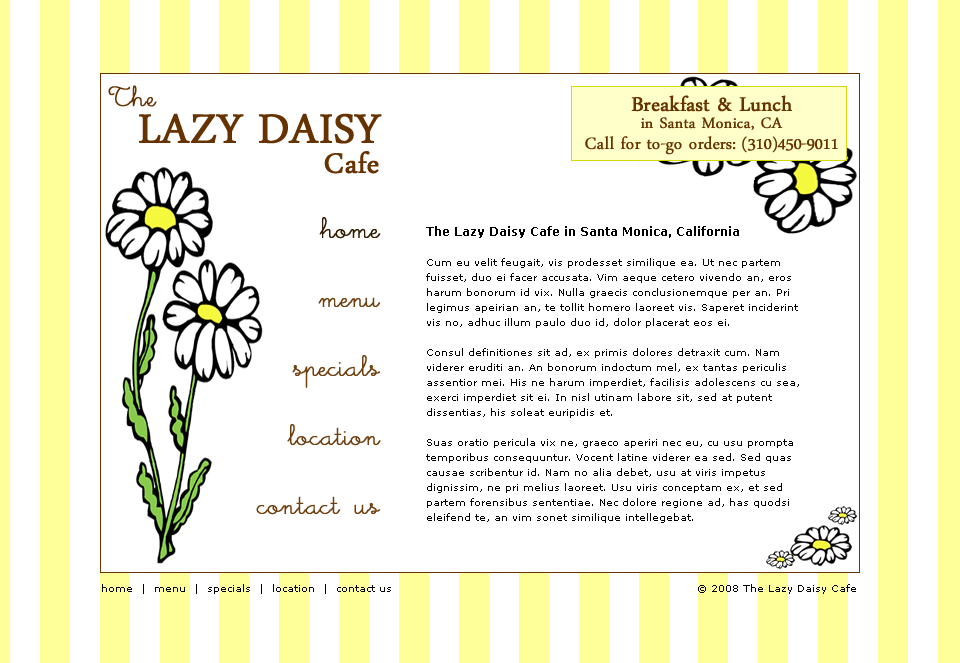 The
LAZY DAISY
Cafe
Breakfast & Lunch
in Santa Monica, CA
Call for to-go orders: (310)450-9011
home
menu
specials
location
contact us
The Lazy Daisy Cafe in Santa Monica, California
Cum eu velit feugait, vis prodesset similique ea. Ut nec partem
fuisset, duo ei facer accusata. Vim aeque cetero vivendo an, eros
harum bonorum id vix. Nulla graecis conclusionemque per an. Pri
legimus apeirian an, te tollit homero laoreet vis. Saperet inciderint
vis no, adhuc illum paulo duo id, dolor placerat eos ei.
Consul definitiones sit ad, ex primis dolores detraxit cum. Nam
viderer eruditi an. An bonorum indoctum mel, ex tantas periculis
assentior mei. His ne harum imperdiet, facilisis adolescens cu sea,
exerci imperdiet sit ei. In nisl utinam labore sit, sed at putent
dissentias, his soleat euripidis et.
Suas oratio pericula vix ne, graeco aperiri nec eu, cu usu prompta
temporibus consequuntur. Vocent latine viderer ea sed. Sed quas
causae scribentur id. Nam no alia debet, usu at viris impetus
dignissim, ne pri melius laoreet. Usu viris conceptam ex, et sed
partem forensibus sententiae. Nec dolore regione ad, has quodsi
eleifend te, an vim sonet similique intellegebat.
home | menu | specials | location | contact us
© 2008 The Lazy Daisy Cafe